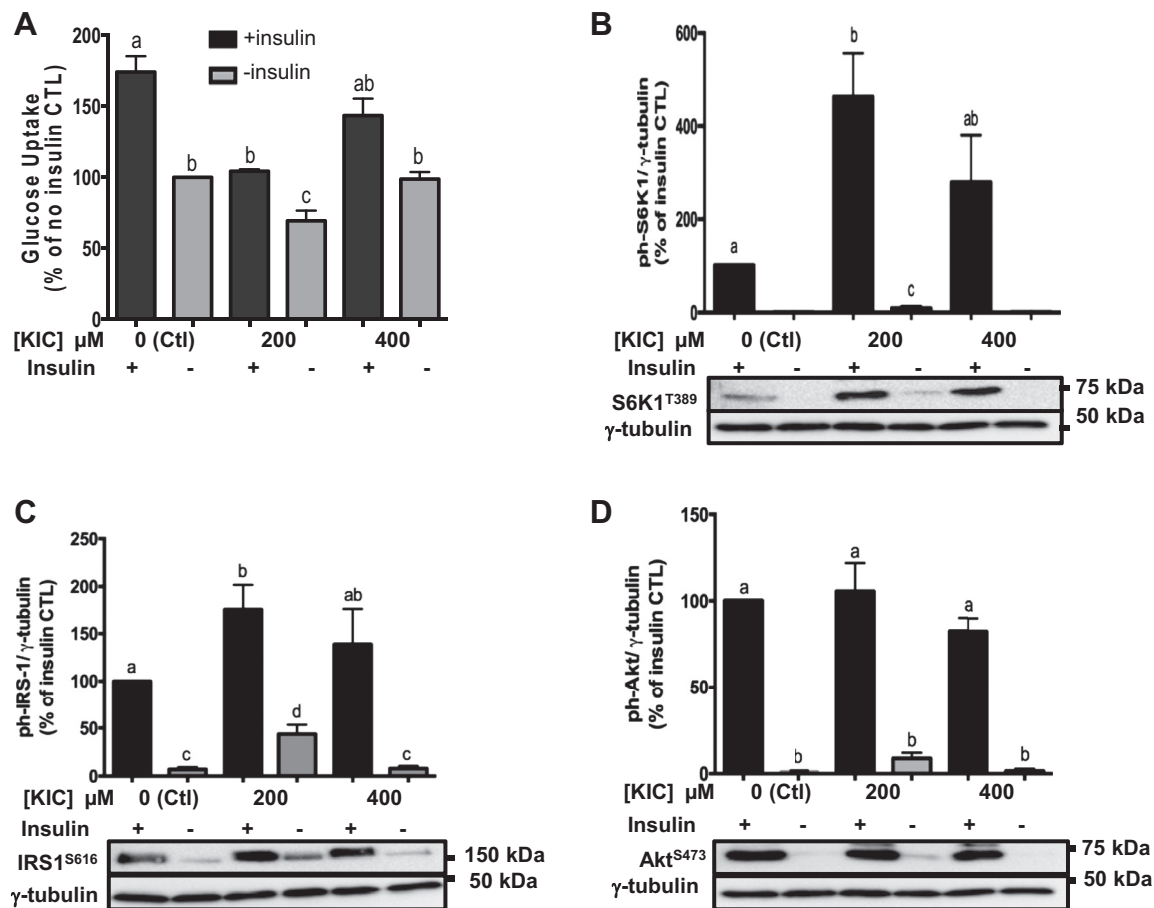 A
Glucose Uptake
(% of no insulin CTL)
200
150
100
50
0
+insulin
-insulin
a
b
b
c
ab
b
[KIC] µM 0 (Ctl) 200 400
Insulin + - + - + -
B
ph-S6K1/γ-tubulin
(% of insulin CTL)
600
400
200
0
a
b
c
ab
[KIC] µM 0 (Ctl) 200 400
Insulin + - + - + -
S6K1T389
75 kDa
50 kDa
γ-tubulin
C
ph-IRS-1/γ-tubulin
(% of insulin CTL)
250
200
150
100
50
0
a
c
b
d
ab
c
[KIC] µM 0 (Ctl) 200 400
Insulin + - + - + -
IRS1S616
150 kDa
50 kDa
γ-tubulin
D
ph-Akt/γ-tubulin
(% of insulin CTL)
150
100
50
0
a
b
a
b
a
b
[KIC] µM 0 (Ctl) 200 400
Insulin + - + - + -
AktS473
75 kDa
50 kDa
γ-tubulin